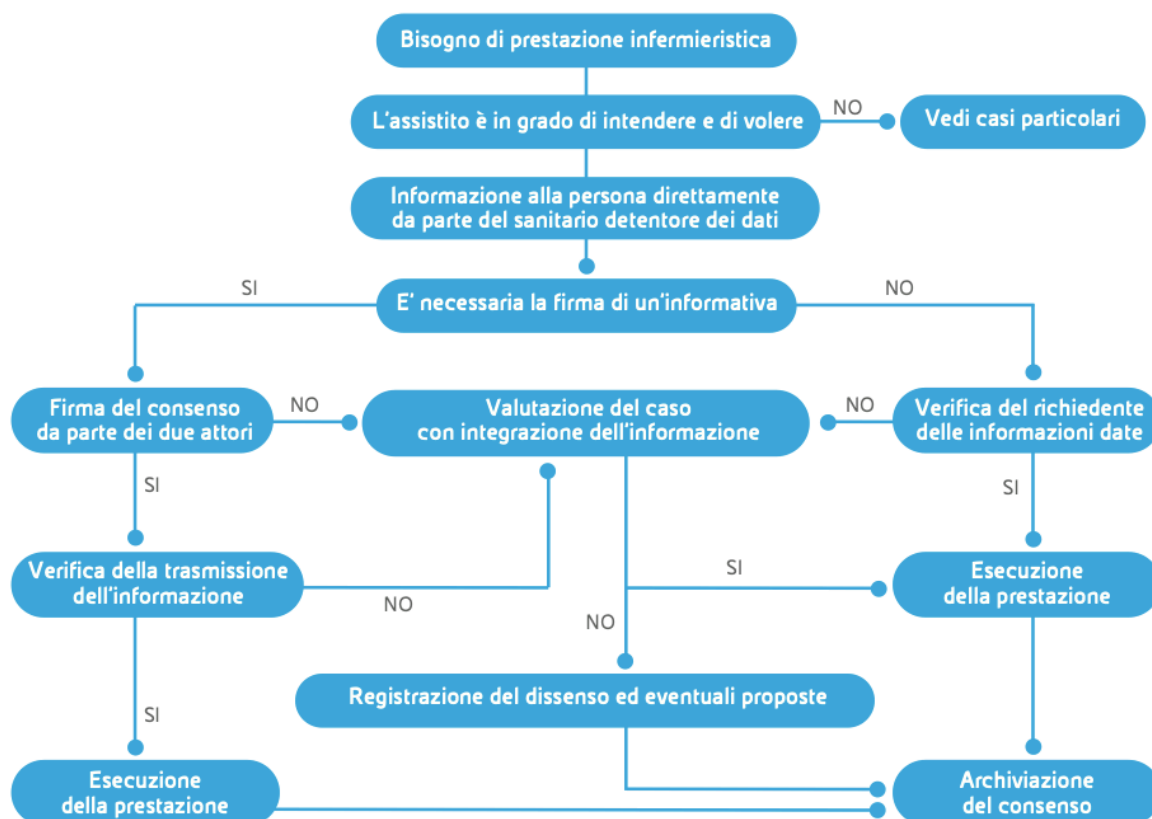 Bisogno di prestazione infermieristica
L'assistito è in grado di intendere e di volere
NO
Vedi casi particolari
Informazione alla persona direttamente
da parte del sanitario detentore dei dati
SI
E' necessaria la firma di un'informativa
NO
Firma del consenso
da parte dei due attori
NO
Valutazione del caso
con integrazione dell'informazione
NO
Verifica del richiedente
delle informazioni date
SI
SI
Verifica della trasmissione
dell'informazione
NO
SI
Esecuzione
della prestazione
NO
Registrazione del dissenso ed eventuali proposte
SI
Esecuzione
della prestazione
Archiviazione
del consenso